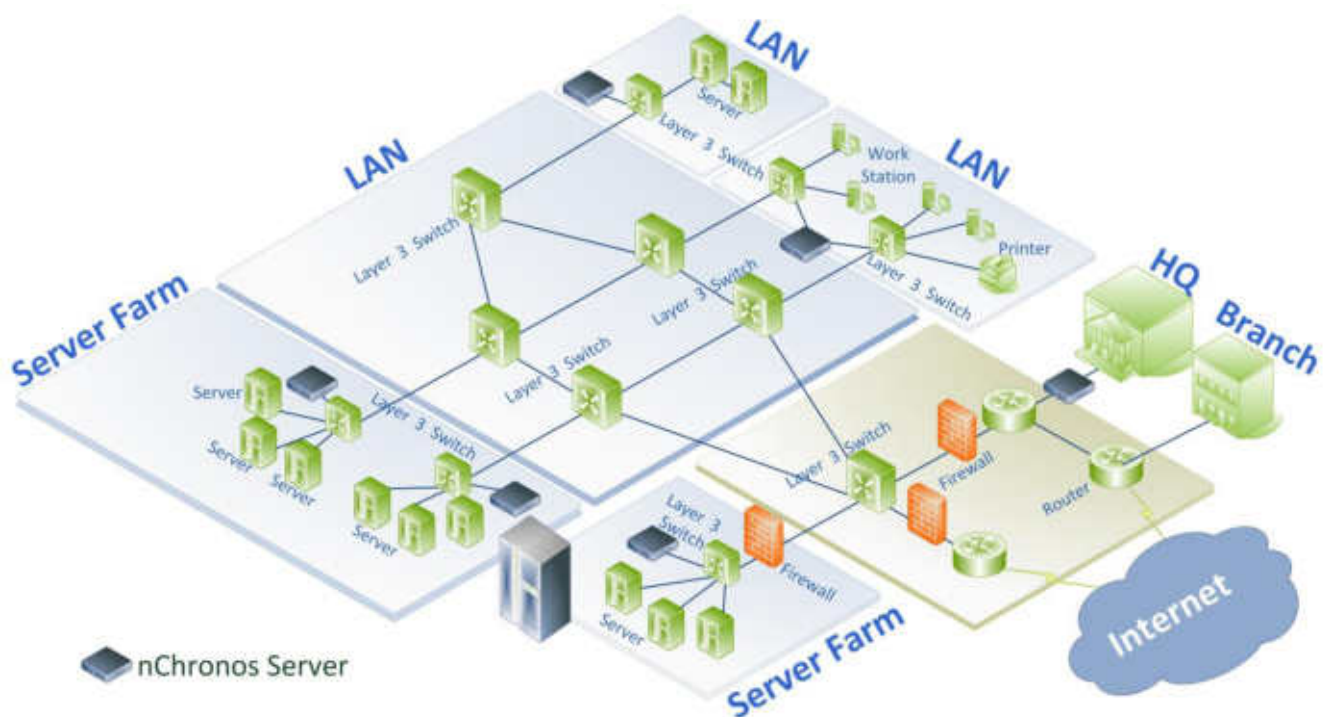 LAN
Server
Layer 3 Switch
LAN
Layer 3 Switch
Work
Station
LAN
Printer
Layer 3 Switch
Layer 3 Switch
Layer 3 Switch
HQ
Branch
Server Farm
Layer 3 Switch
Server
Layer 3 Switch
Server
Server
Server
Layer 3 Switch
Firewall
Router
Layer 3
Switch
Firewall
Server
Server Farm
Internet
nChronos Server